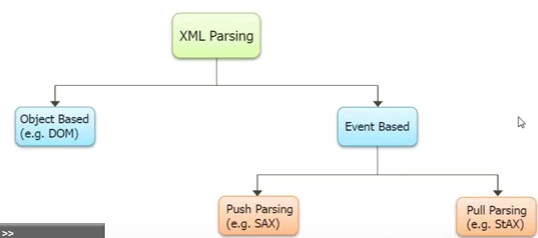 XML Parsing
Object Based
(e.g. DOM)
Event Based
Push Parsing
(e.g. SAX)
Pull Parsing
(e.g. StAX)
>>